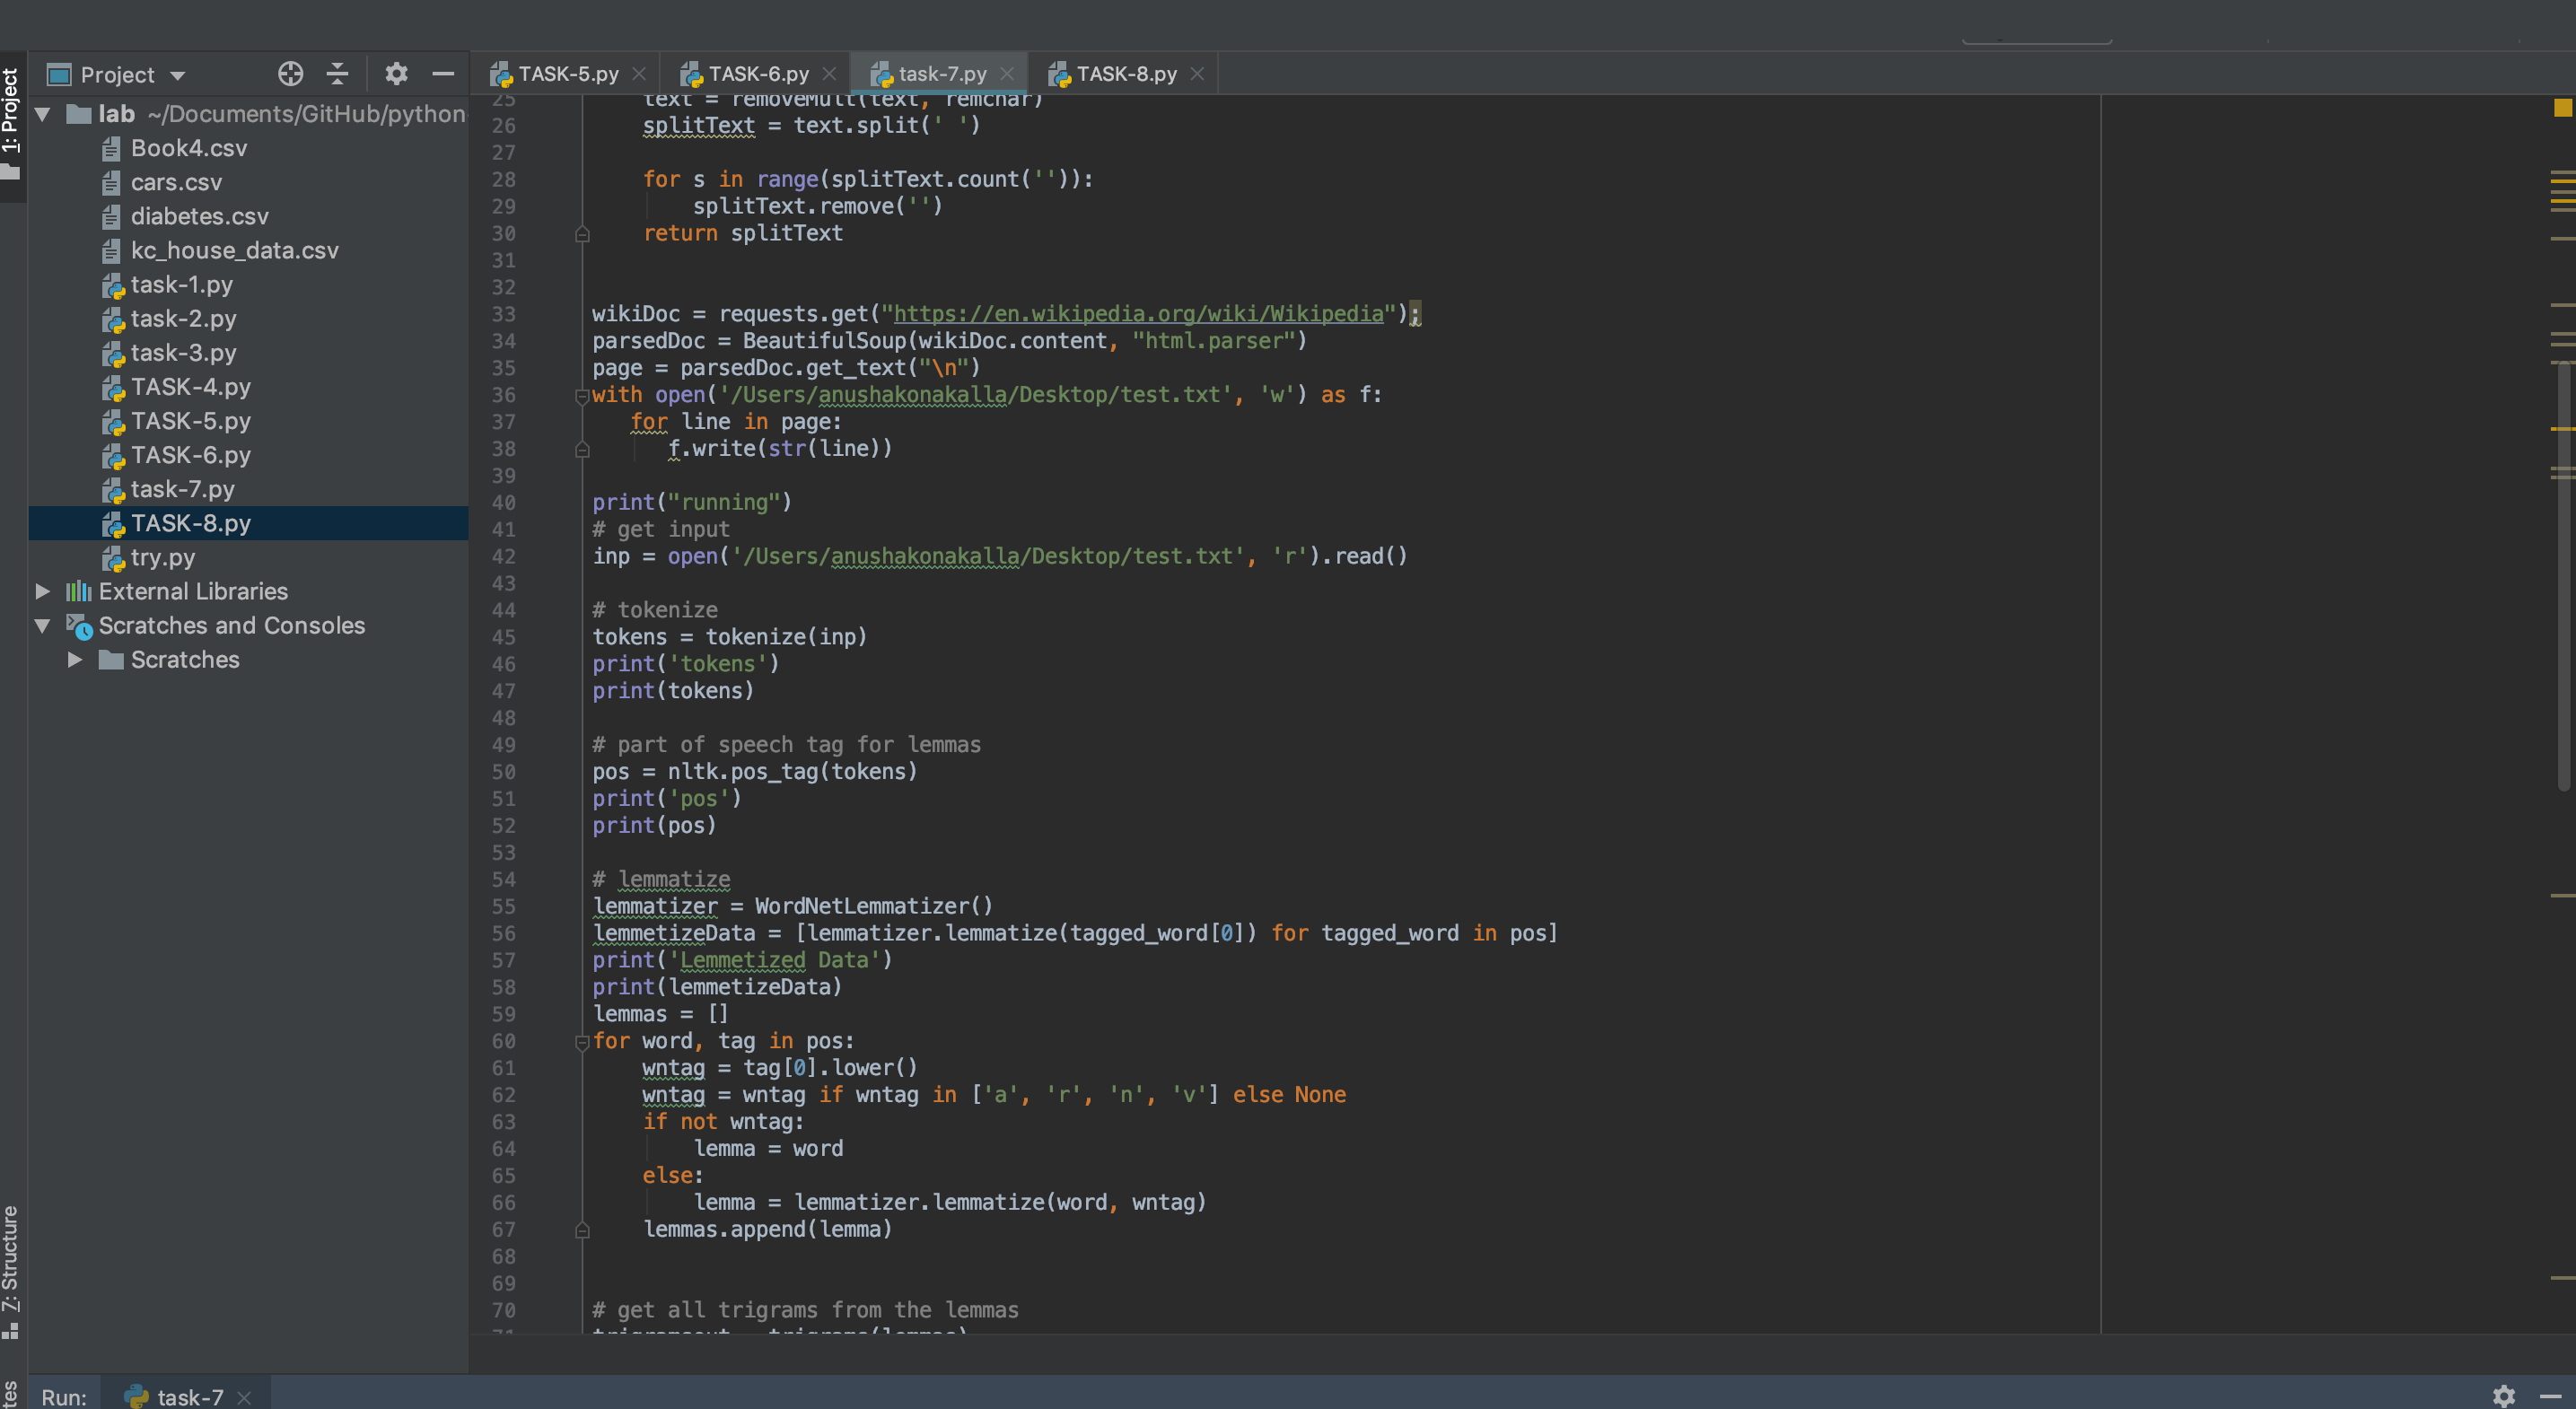 Project
TASK-5.py
TASK-6.py
task-7.py
TASK-8.py
1: Project
lab ~/Documents/GitHub/python
Book4.csv
cars.csv
diabetes.csv
kc_house_data.csv
task-1.py
task-2.py
task-3.py
TASK-4.py
TASK-5.py
TASK-6.py
task-7.py
TASK-8.py
try.py
External Libraries
Scratches and Consoles
Scratches
Z: Structure
25 text = removeMult(text, remchar)
26 splitText = text.split(' ')
27
28 for s in range(splitText.count('')):
29 splitText.remove('')
30 return splitText
31
32
33 wikiDoc = requests.get("https://en.wikipedia.org/wiki/Wikipedia");
34 parsedDoc = BeautifulSoup(wikiDoc.content, "html.parser")
35 page = parsedDoc.get_text("\n")
36 with open('/Users/anushakonakalla/Desktop/test.txt', 'w') as f:
37 for line in page:
38 f.write(str(line))
39
40 print("running")
41 # get input
42 inp = open('/Users/anushakonakalla/Desktop/test.txt', 'r').read()
43
44 # tokenize
45 tokens = tokenize(inp)
46 print('tokens')
47 print(tokens)
48
49 # part of speech tag for lemmas
50 pos = nltk.pos_tag(tokens)
51 print('pos')
52 print(pos)
53
54 # lemmatize
55 lemmatizer = WordNetLemmatizer()
56 lemmetizeData = [lemmatizer.lemmatize(tagged_word[0]) for tagged_word in pos]
57 print('Lemmetized Data')
58 print(lemmetizeData)
59 lemmas = []
60 for word, tag in pos:
61 wntag = tag[0].lower()
62 wntag = wntag if wntag in ['a', 'r', 'n', 'v'] else None
63 if not wntag:
64 lemma = word
65 else:
66 lemma = lemmatizer.lemmatize(word, wntag)
67 lemmas.append(lemma)
68
69
70 # get all trigrams from the lemmas
Run:
task-7